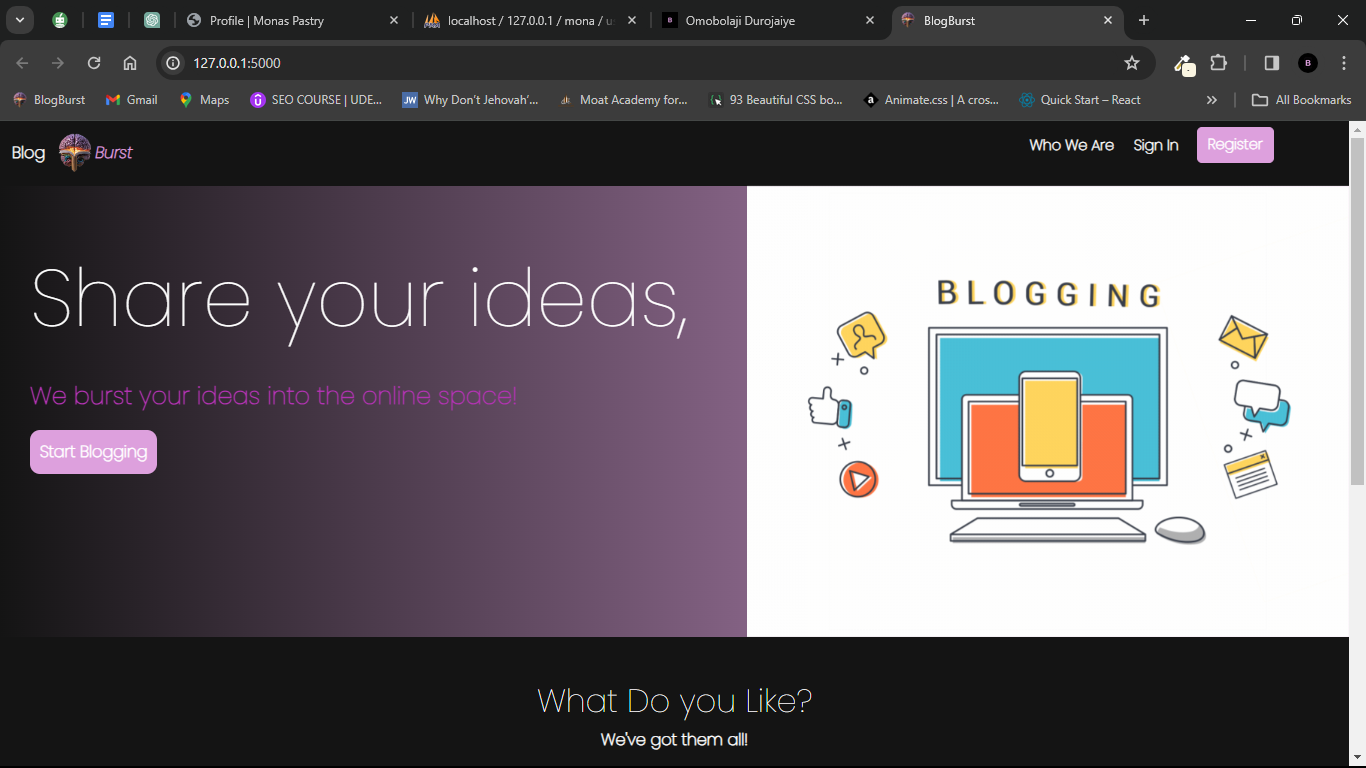 Profile | Monas Pastry
localhost / 127.0.0.1 / mona / u
Omobolaji Durojaiye
BlogBurst
127.0.0.1:5000
B
BlogBurst
Gmail
Maps
SEO COURSE | UDE...
JW
Why Don't Jehovah'...
Moat Academy for...
93 Beautiful CSS bo...
Animate.css | A cros...
Quick Start – React
All Bookmarks
Blog Burst
Who We Are
Sign In
Register
Share your ideas,
We burst your ideas into the online space!
Start Blogging
BLOGGING
What Do you Like?
We've got them all!